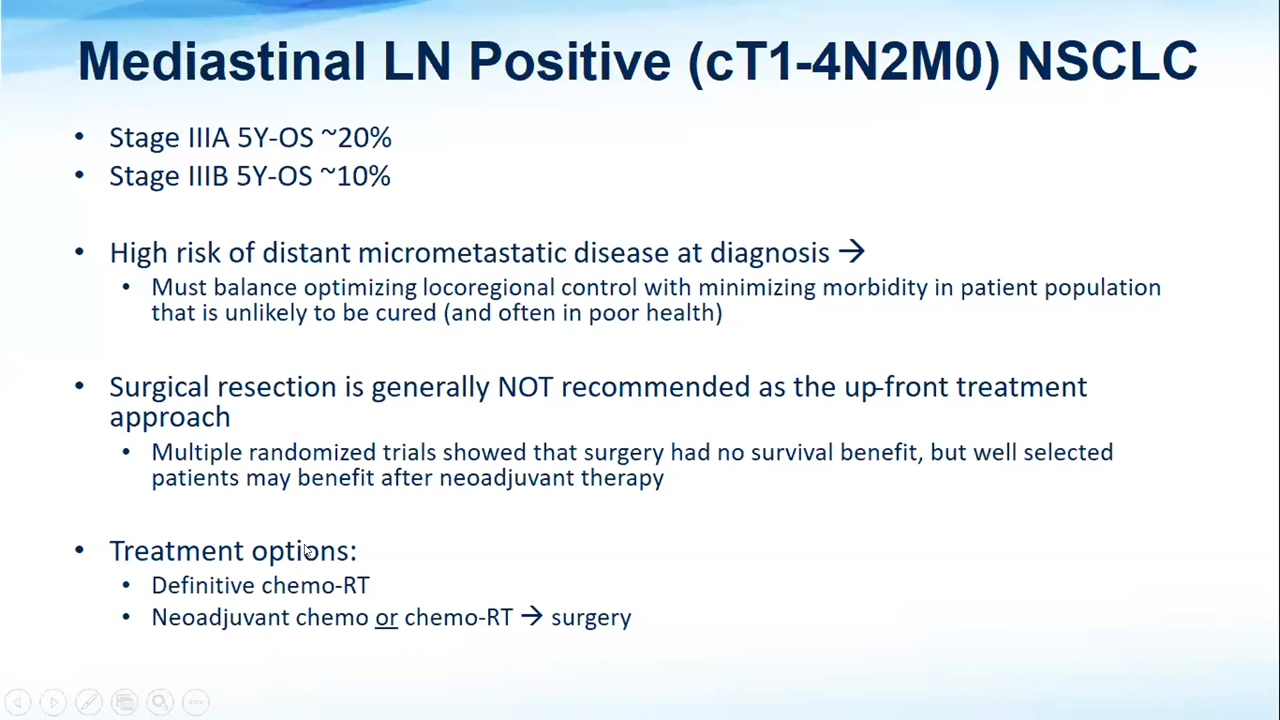 Mediastinal LN Positive (cT1-4N2M0) NSCLC
• Stage IIIA 5Y-OS ~20%
• Stage IIIB 5Y-OS ~10%
• High risk of distant micrometastatic disease at diagnosis →
• Must balance optimizing locoregional control with minimizing morbidity in patient population
that is unlikely to be cured (and often in poor health)
• Surgical resection is generally NOT recommended as the up-front treatment
approach
• Multiple randomized trials showed that surgery had no survival benefit, but well selected
patients may benefit after neoadjuvant therapy
• Treatment options:
• Definitive chemo-RT
• Neoadjuvant chemo or chemo-RT → surgery